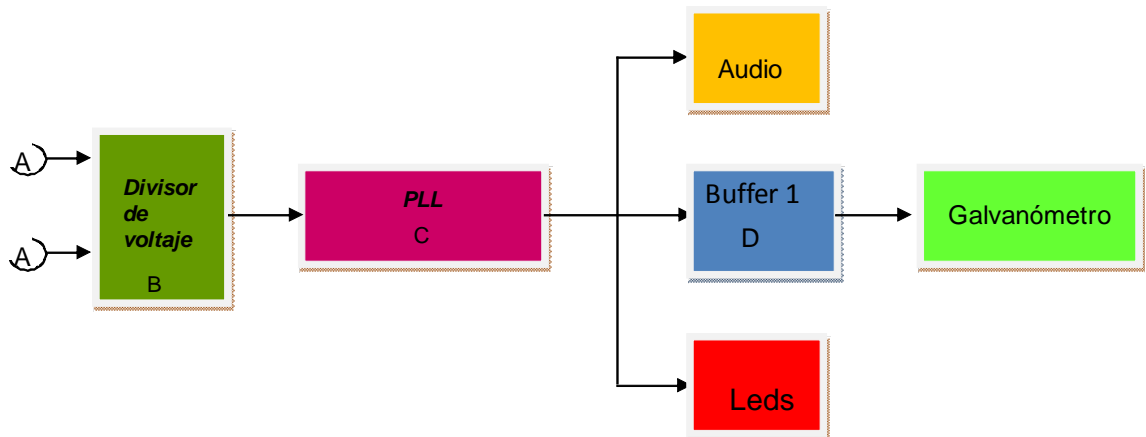 A
A
Divisor
de
voltaje
B
PLL
C
Audio
Buffer 1
D
Galvanómetro
Leds